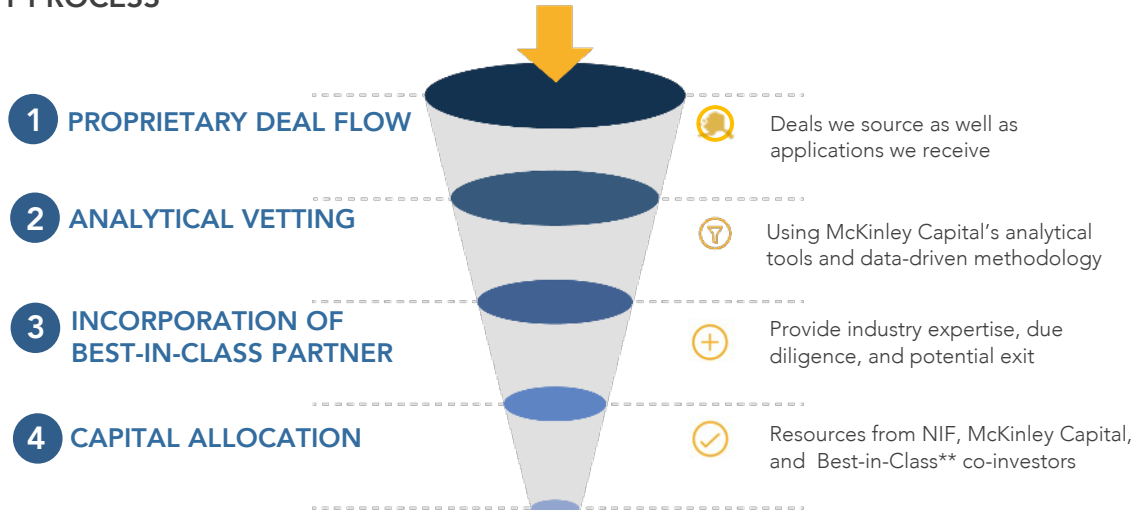 PROCESS
1 PROPRIETARY DEAL FLOW
Deals we source as well as
applications we receive
2 ANALYTICAL VETTING
Using McKinley Capital's analytical
tools and data-driven methodology
3 INCORPORATION OF
BEST-IN-CLASS PARTNER
Provide industry expertise, due
diligence, and potential exit
4 CAPITAL ALLOCATION
Resources from NIF, McKinley Capital,
and Best-in-Class** co-investors